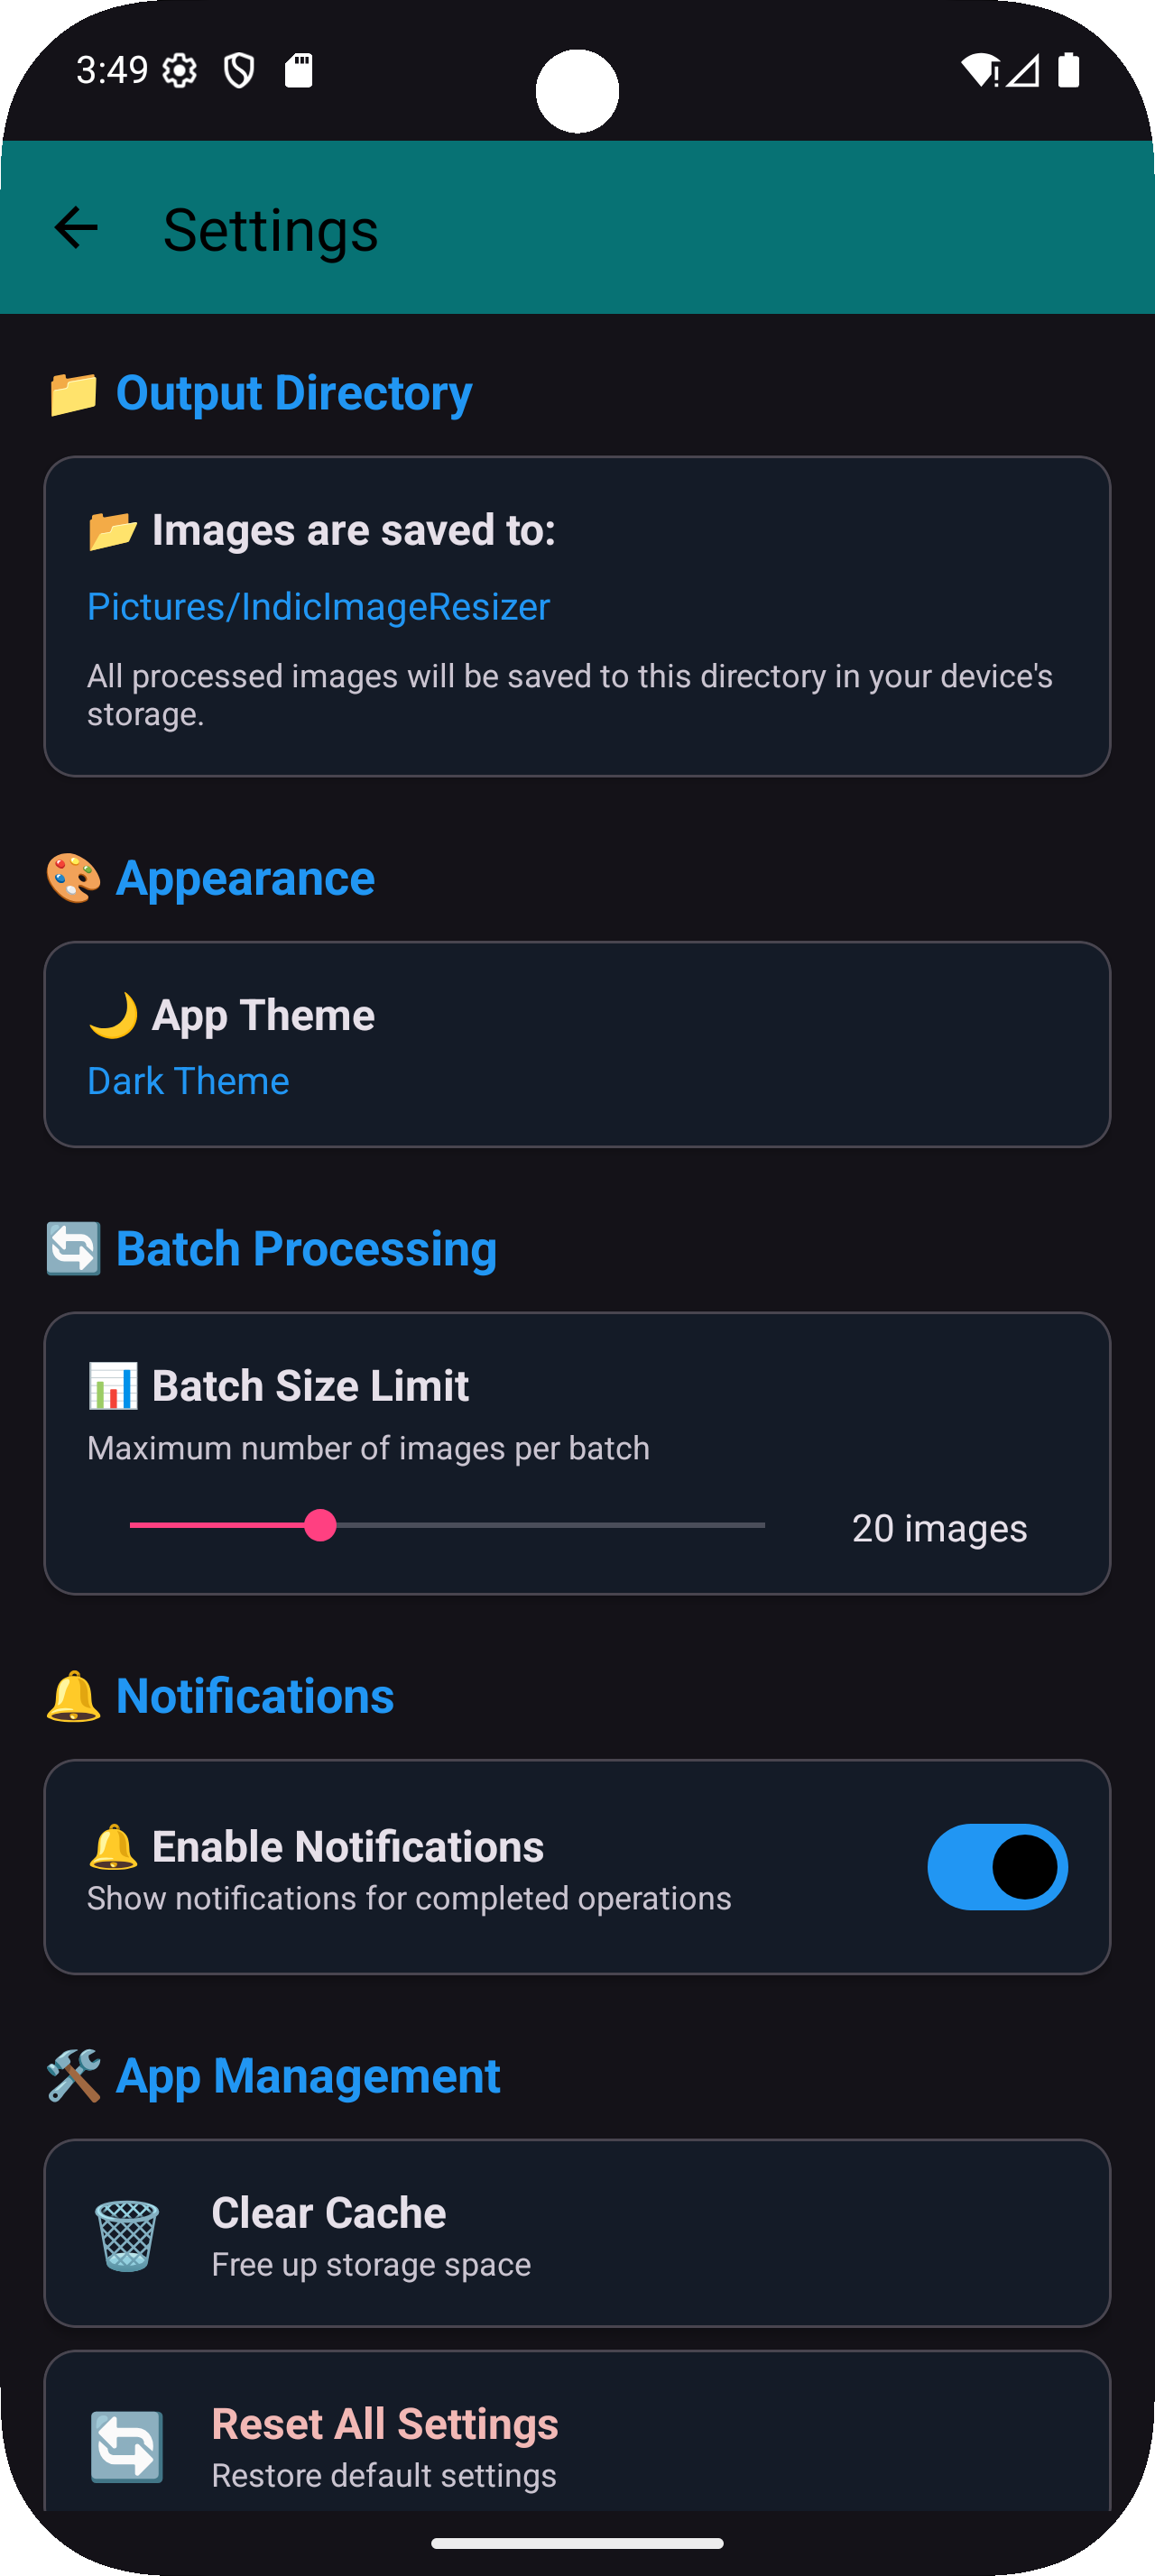 3:49
Settings
Output Directory
Images are saved to:
Pictures/IndicImageResizer
All processed images will be saved to this directory in your device's
storage.
Appearance
App Theme
Dark Theme
Batch Processing
Batch Size Limit
Maximum number of images per batch
20 images
Notifications
Enable Notifications
Show notifications for completed operations
App Management
Clear Cache
Free up storage space
Reset All Settings
Restore default settings